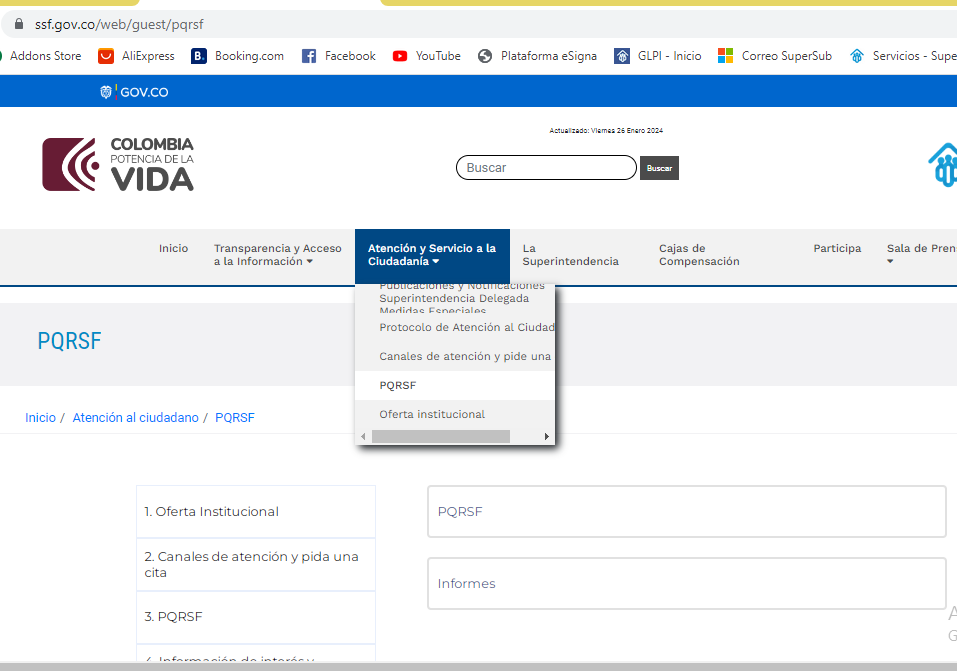 ssf.gov.co/web/guest/pqrsf
Addons Store AliExpress B. Booking.com Facebook YouTube Plataforma eSigna GLPI - Inicio Correo SuperSub Servicios - Supe
GOV.CO
Actualizado: Viernes 26 Enero 2024
COLOMBIA
POTENCIA DE LA
VIDA
Buscar Buscar
Inicio
Transparencia y Acceso
a la Información
Atención y Servicio a la
Ciudadanía
La
Superintendencia
Cajas de
Compensación
Participa
Sala de Pren
Publicaciones y Notificaciones
Superintendencia Delegada
Medidas Especiales
Protocolo de Atención al Ciudad
Canales de atención y pide una
PQRSF
Oferta institucional
PQRSF
Inicio / Atención al ciudadano / PQRSF
1. Oferta Institucional
2. Canales de atención y pida una
cita
3. PQRSF
4. Información de interés y
PQRSF
Informes
A
G